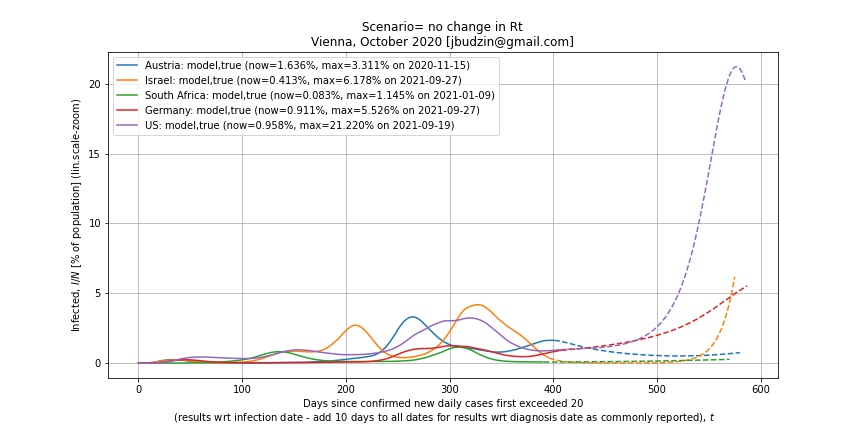 Scenario= no change in Rt
Vienna, October 2020 [jbudzin@gmail.com]
Austria: model,true (now=1.636%, max=3.311% on 2020-11-15)
Israel: model,true (now=0.413%, max=6.178% on 2021-09-27)
South Africa: model,true (now=0.083%, max=1.145% on 2021-01-09)
Germany: model,true (now=0.911%, max=5.526% on 2021-09-27)
US: model,true (now=0.958%, max=21.220% on 2021-09-19)
Infected, I/N [% of population] (lin.scale-zoom)
20
15
10
5
0
0 100 200 300 400 500 600
Days since confirmed new daily cases first exceeded 20
(results wrt infection date - add 10 days to all dates for results wrt diagnosis date as commonly reported), t